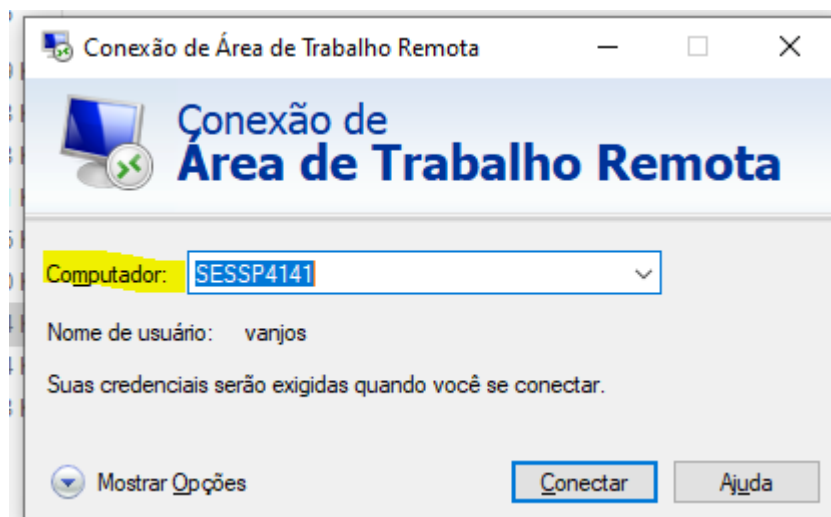 Conexão de Área de Trabalho Remota
Conexão de
Área de Trabalho Remota
Computador: SESSP4141
Nome de usuário: vanjos
Suas credenciais serão exigidas quando você se conectar.
Mostrar Opções Conectar Ajuda